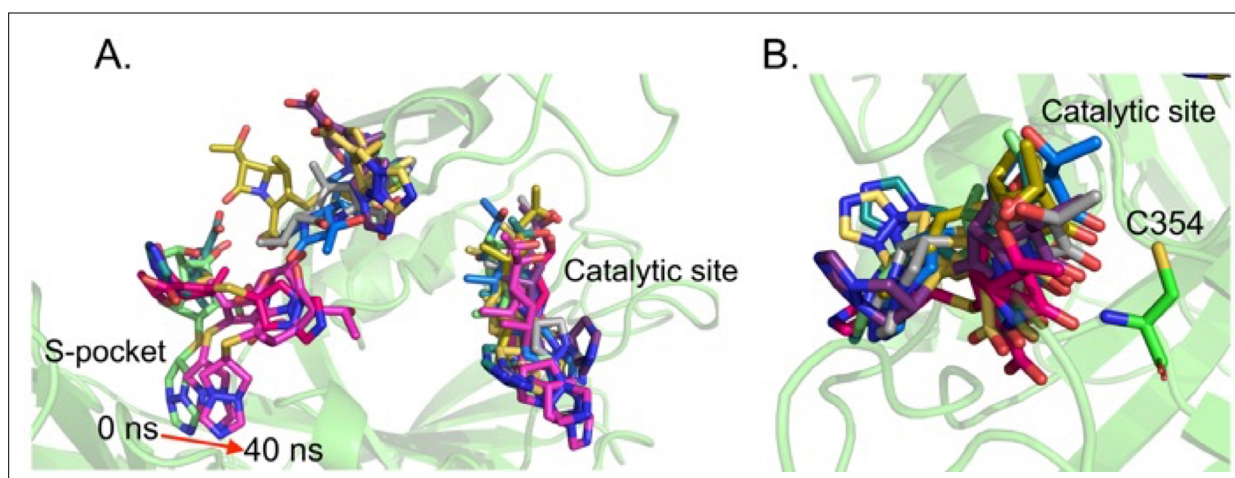 A.
B.
Catalytic site
C354
Catalytic site
S-pocket
0 ns
40 ns